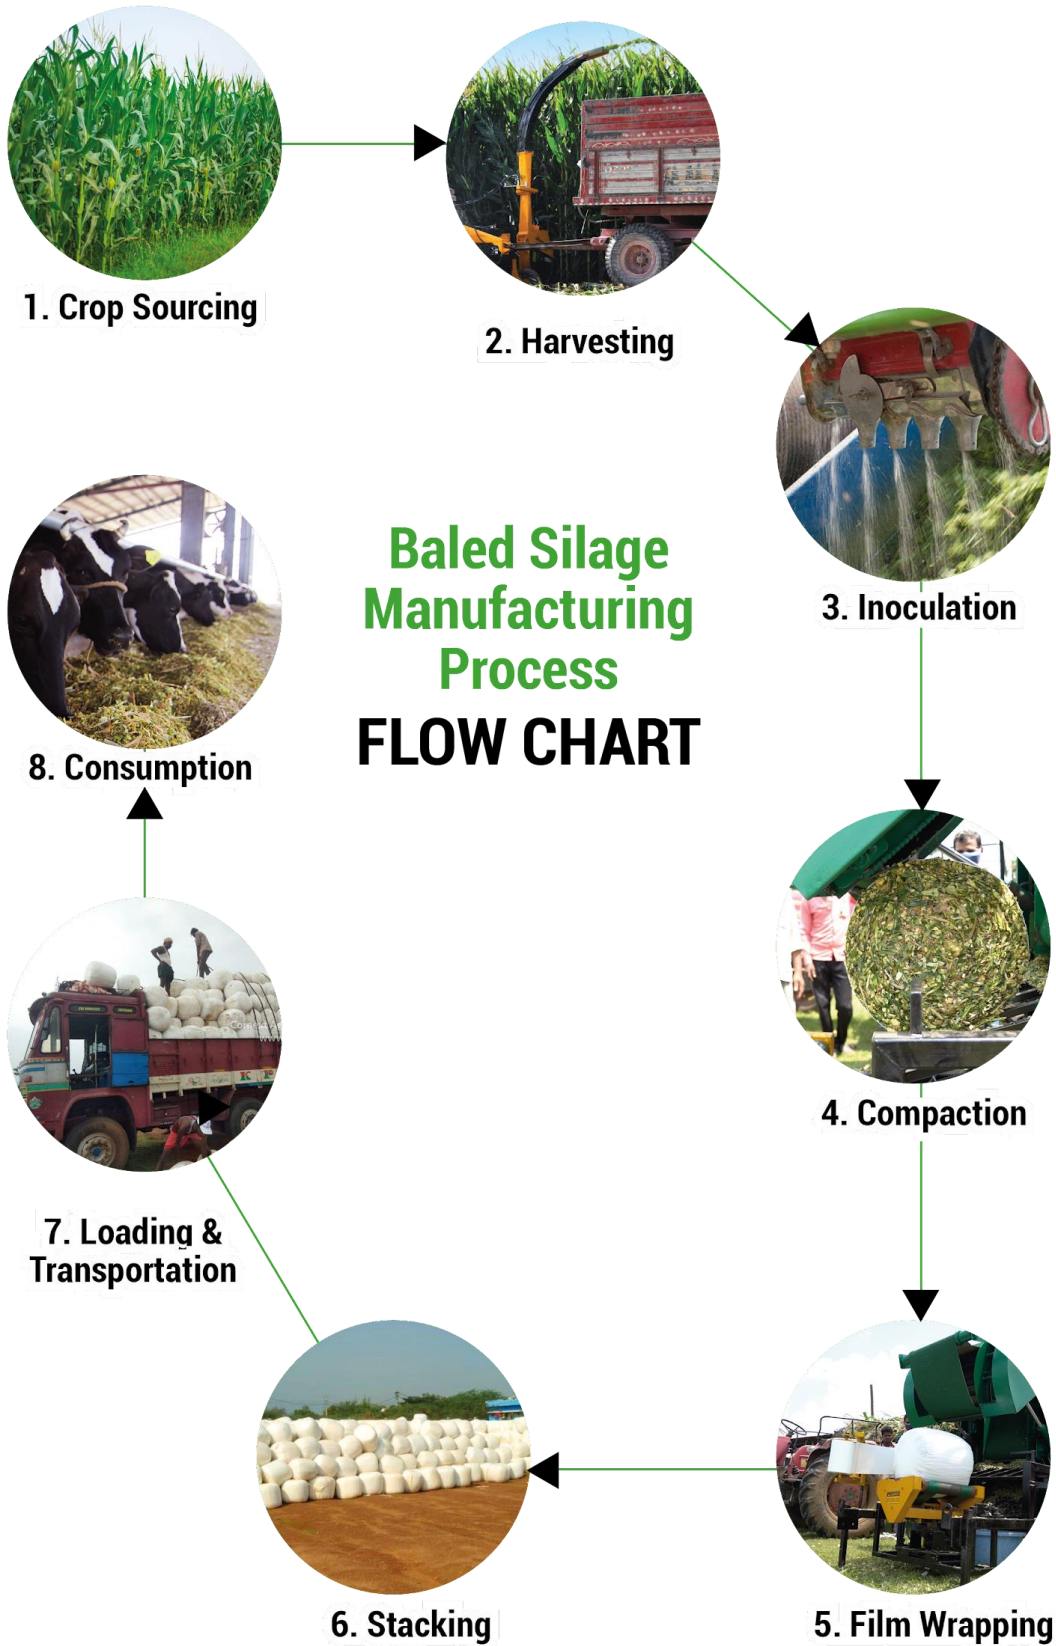 1. Crop Sourcing
2. Harvesting
3. Inoculation
Baled Silage
Manufacturing
Process
FLOW CHART
8. Consumption
4. Compaction
7. Loading &
Transportation
6. Stacking
5. Film Wrapping